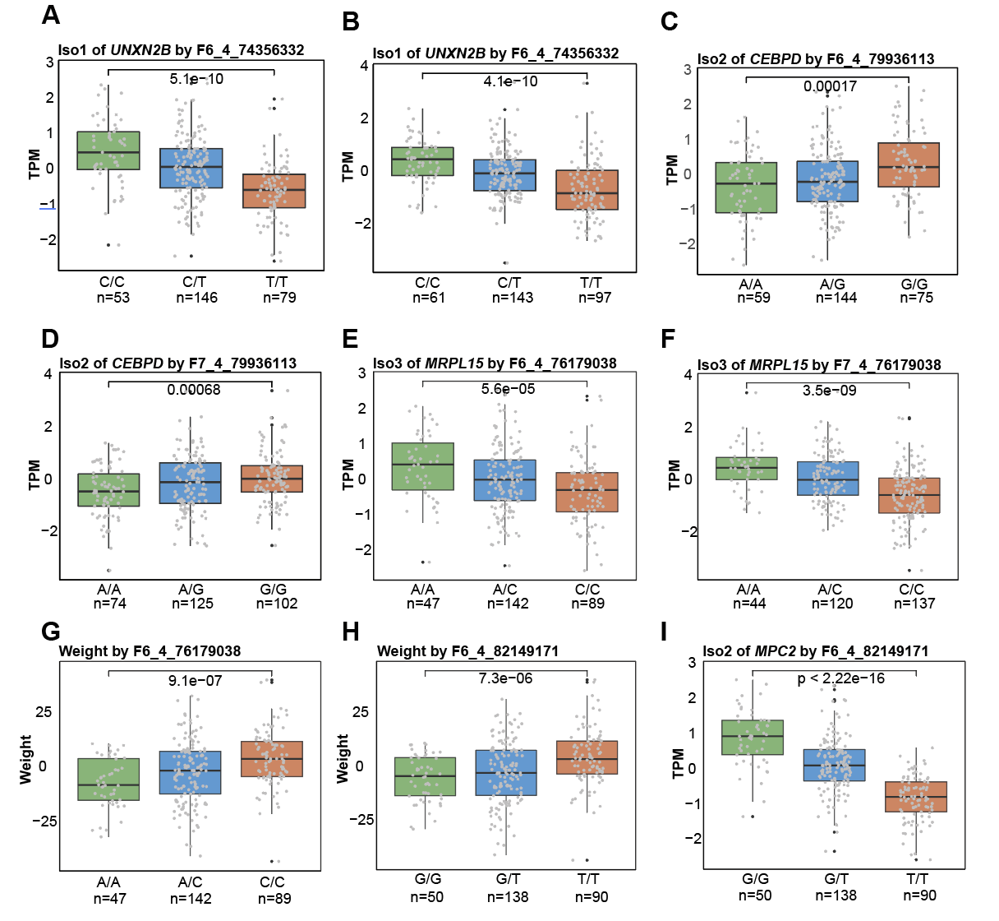 A
Iso1 of UNXN2B by F6_4_74356332
5.1e−10
TPM
3
2
1
0
−1
−2
C/C
C/T
T/T
n=53
n=146
n=79
B
Iso1 of UNXN2B by F6_4_74356332
4.1e−10
TPM
4
2
0
−2
C/C
C/T
T/T
n=61
n=143
n=97
C
Iso2 of CEBPD by F6_4_79936113
0.00017
TPM
3
2
1
0
−1
−2
A/A
A/G
G/G
n=59
n=144
n=75
D
Iso2 of CEBPD by F7_4_79936113
0.00068
TPM
4
2
0
−2
A/A
A/G
G/G
n=74
n=125
n=102
E
Iso3 of MRPL15 by F6_4_76179038
5.6e−05
TPM
3
2
1
0
−1
−2
A/A
A/C
C/C
n=47
n=142
n=89
F
Iso3 of MRPL15 by F7_4_76179038
3.5e−09
TPM
4
2
0
−2
A/A
A/C
C/C
n=44
n=120
n=137
G
Weight by F6_4_76179038
9.1e−07
Weight
25
0
−25
A/A
A/C
C/C
n=47
n=142
n=89
H
Weight by F6_4_82149171
7.3e−06
Weight
25
0
−25
G/G
G/T
T/T
n=50
n=138
n=90
I
Iso2 of MPC2 by F6_4_82149171
p < 2.22e−16
TPM
3
2
1
0
−1
−2
G/G
G/T
T/T
n=50
n=138
n=90